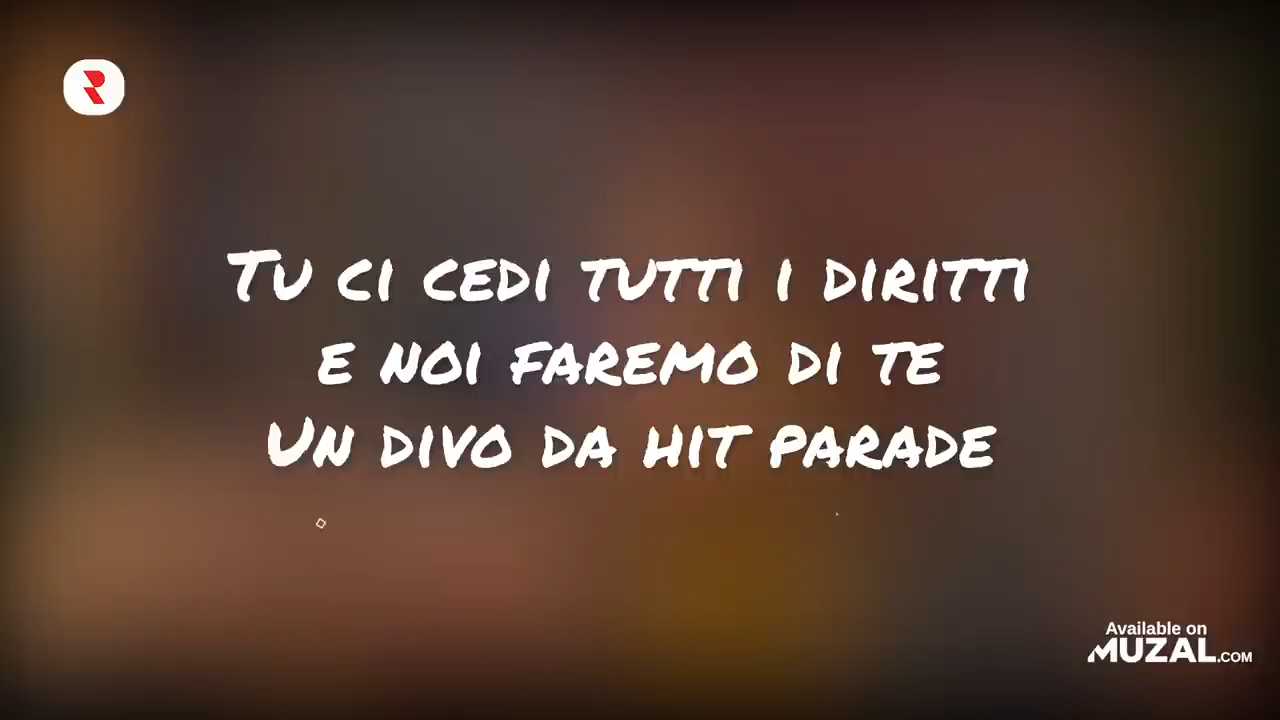 Tu ci cedi tutti i diritti
e noi faremo di te
Un divo da hit parade
Available on
MUZAL.COM